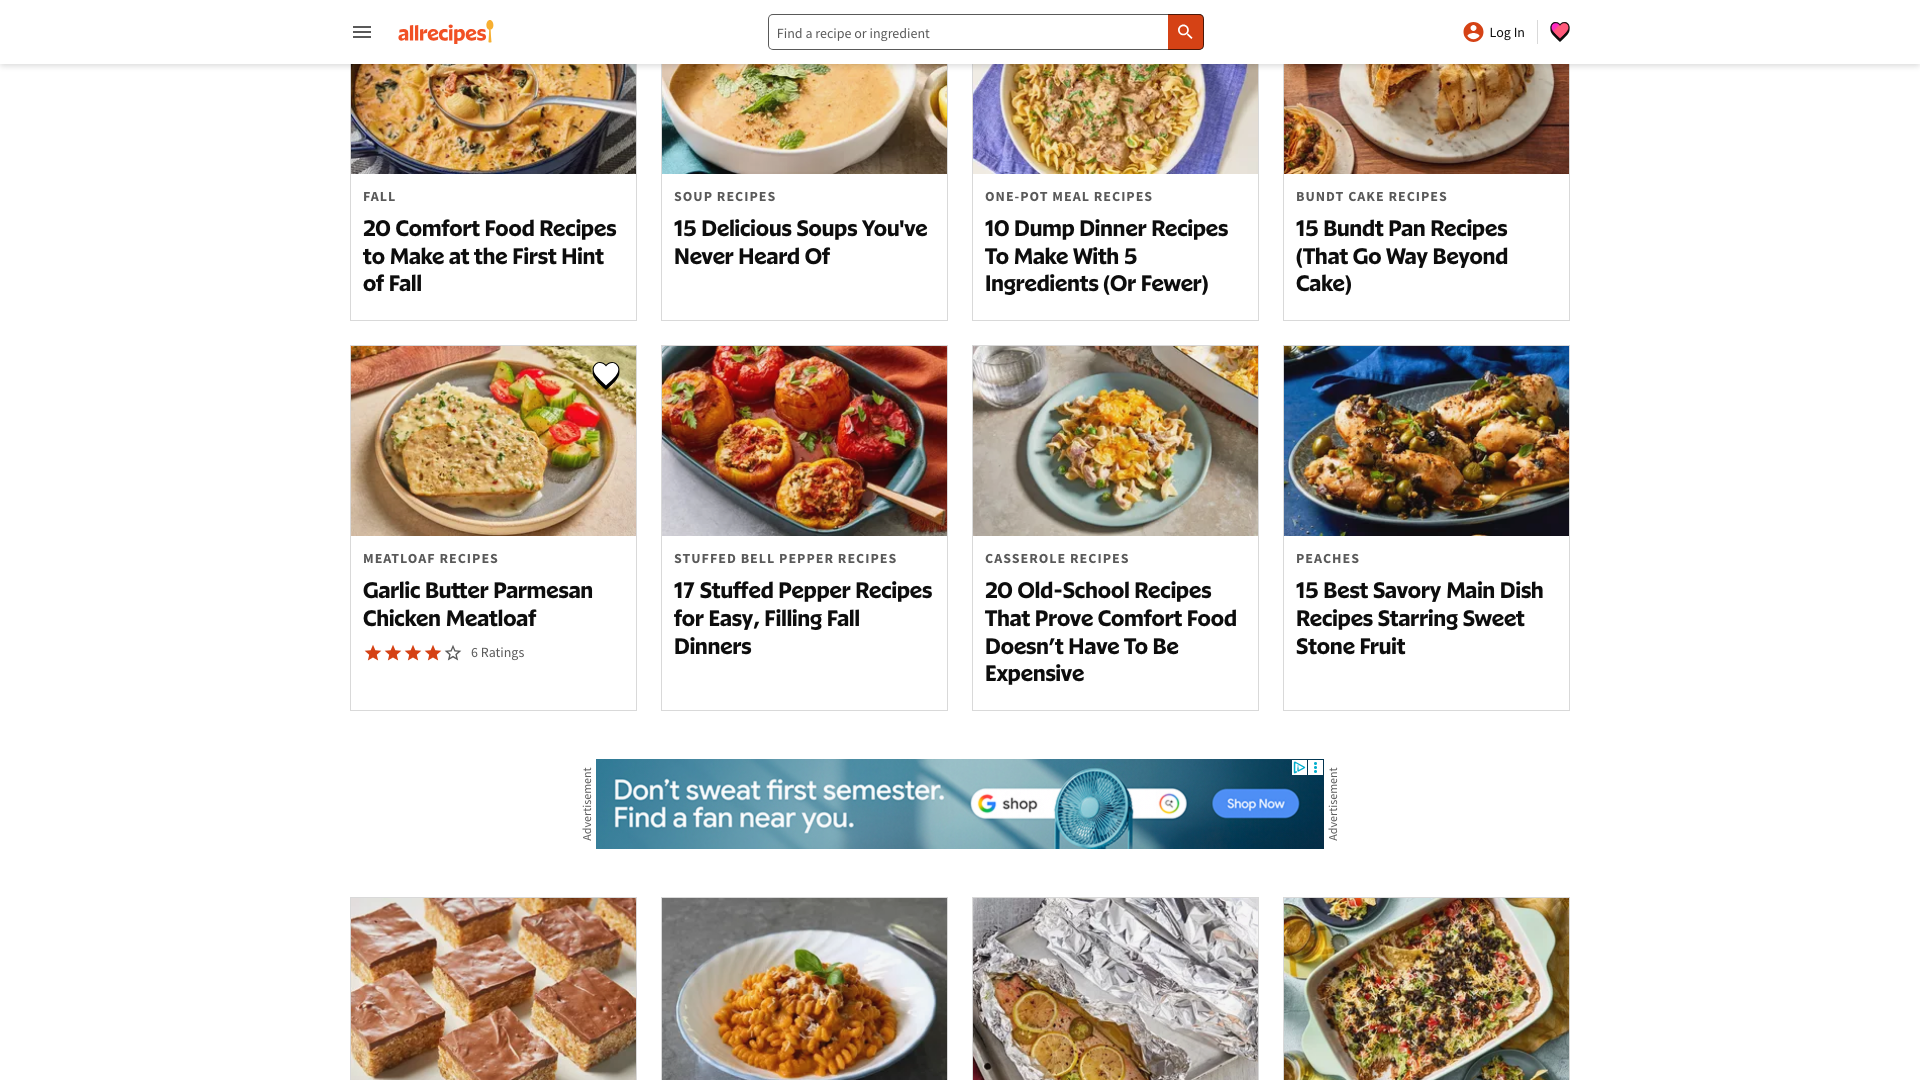 allrecipes
Find a recipe or ingredient
Log In
FALL
20 Comfort Food Recipes
to Make at the First Hint
of Fall
SOUP RECIPES
15 Delicious Soups You've
Never Heard Of
ONE-POT MEAL RECIPES
10 Dump Dinner Recipes
To Make With 5
Ingredients (Or Fewer)
BUNDT CAKE RECIPES
15 Bundt Pan Recipes
(That Go Way Beyond
Cake)
MEATLOAF RECIPES
Garlic Butter Parmesan
Chicken Meatloaf
6 Ratings
STUFFED BELL PEPPER RECIPES
17 Stuffed Pepper Recipes
for Easy, Filling Fall
Dinners
CASSEROLE RECIPES
20 Old-School Recipes
That Prove Comfort Food
Doesn’t Have To Be
Expensive
PEACHES
15 Best Savory Main Dish
Recipes Starring Sweet
Stone Fruit
Advertisement
Don’t sweat first semester.
Find a fan near you.
G shop
Shop Now
Advertisement